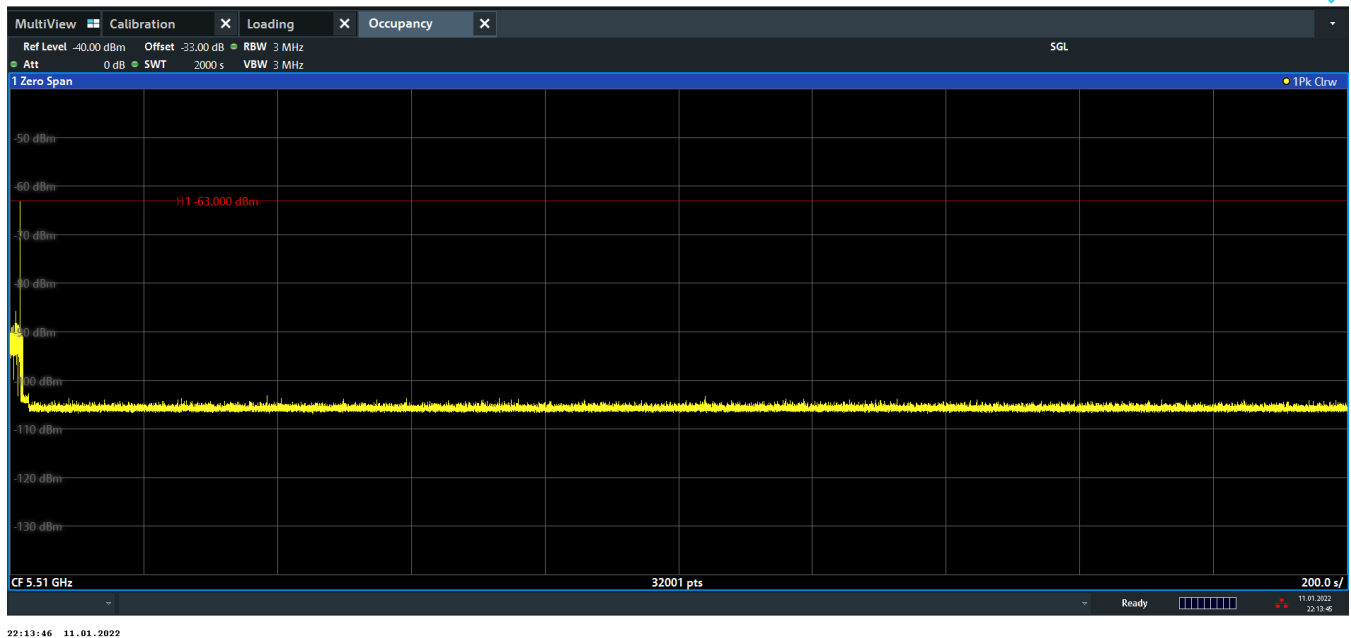 MultiView Calibration Loading Occupancy
Ref Level -40.00 dBm Offset -33.00 dB RBW 3 MHz SGL
Att 0 dB SWT 2000 s VBW 3 MHz
1 Zero Span 1Pk Clrw
-50 dBm
-60 dBm
H1 -63.000 dBm
-70 dBm
-80 dBm
-90 dBm
-100 dBm
-110 dBm
-120 dBm
-130 dBm
CF 5.51 GHz 32001 pts 200.0 s/
Ready 11.01.2022
22:13:45
22:13:46 11.01.2022